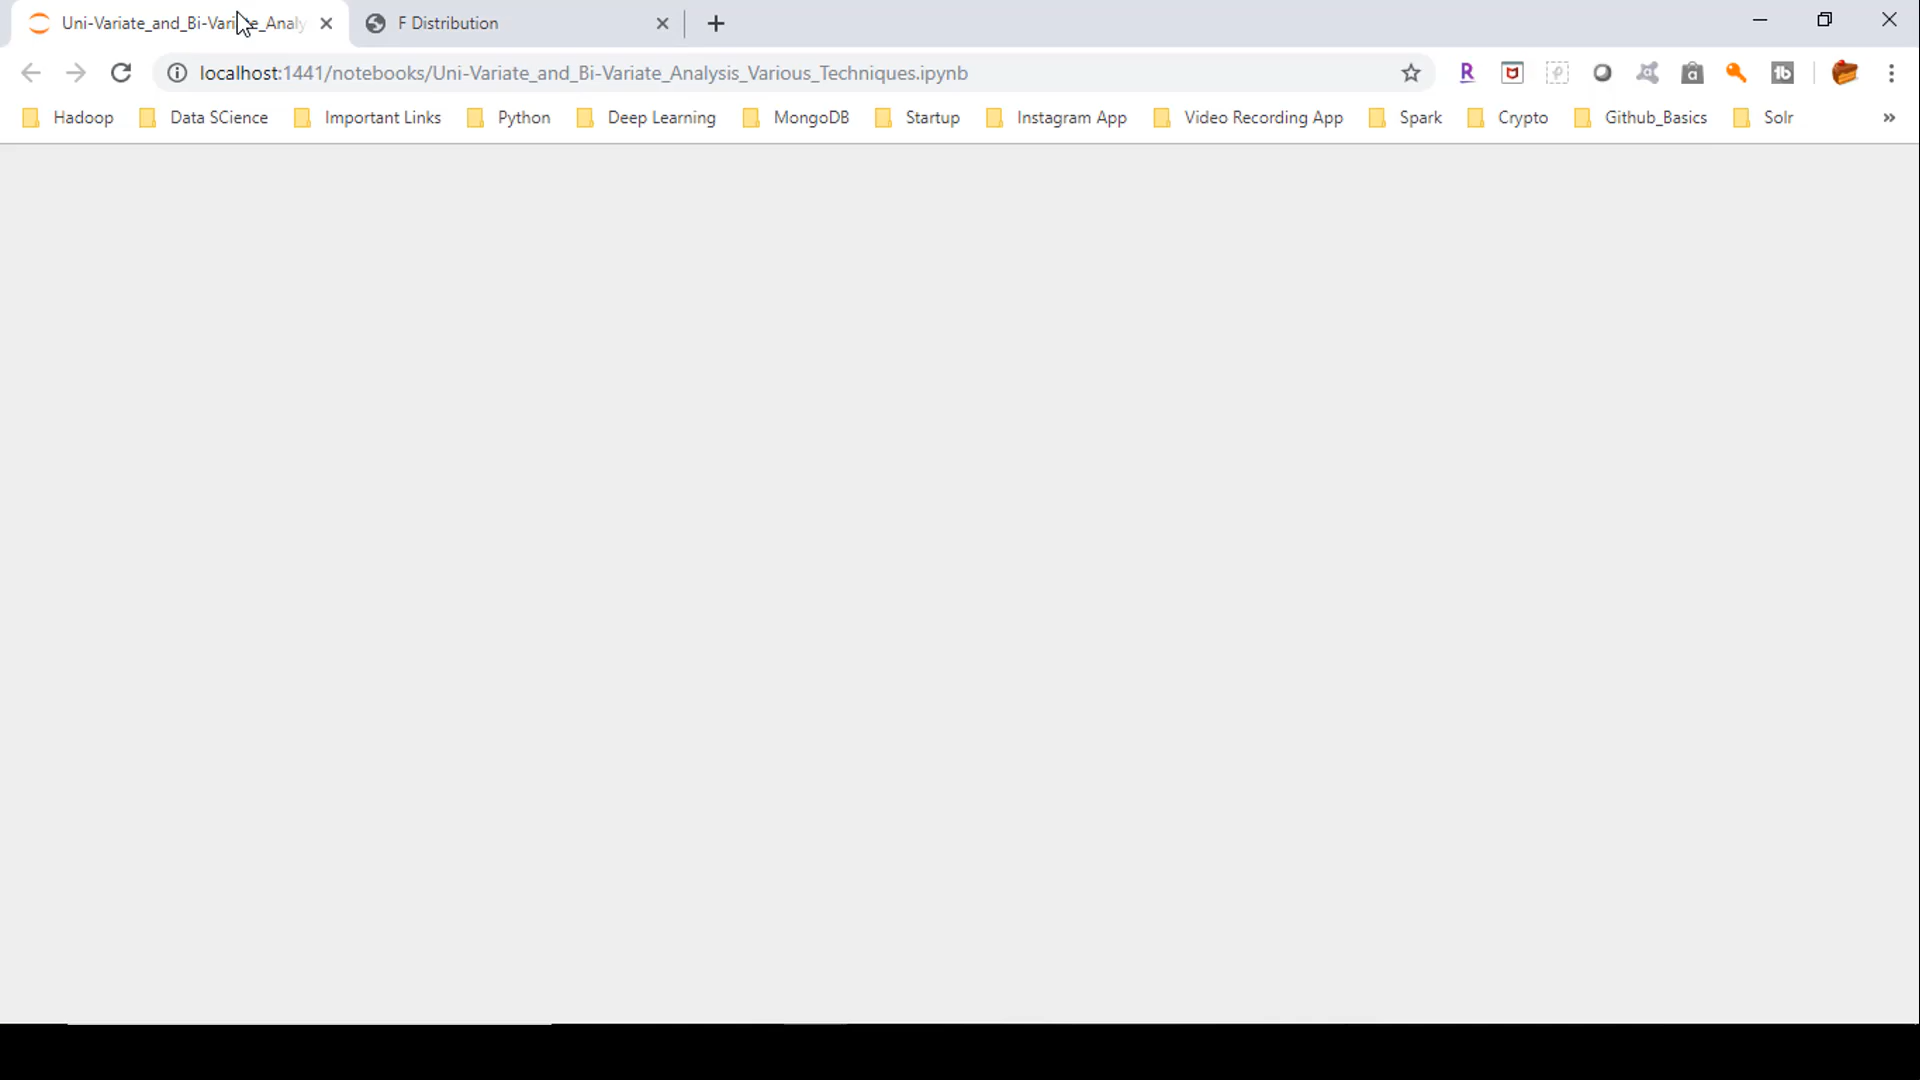 Uni-Variate_and_Bi-Vari e_Analy
F Distribution
localhost:1441/notebooks/Uni-Variate_and_Bi-Variate_Analysis_Various_Techniques.ipynb
R
a
tb
Hadoop
Data SCience
Important Links
Python
Deep Learning
MongoDB
Startup
Instagram App
Video Recording App
Spark
Crypto
Github_Basics
Solr
»